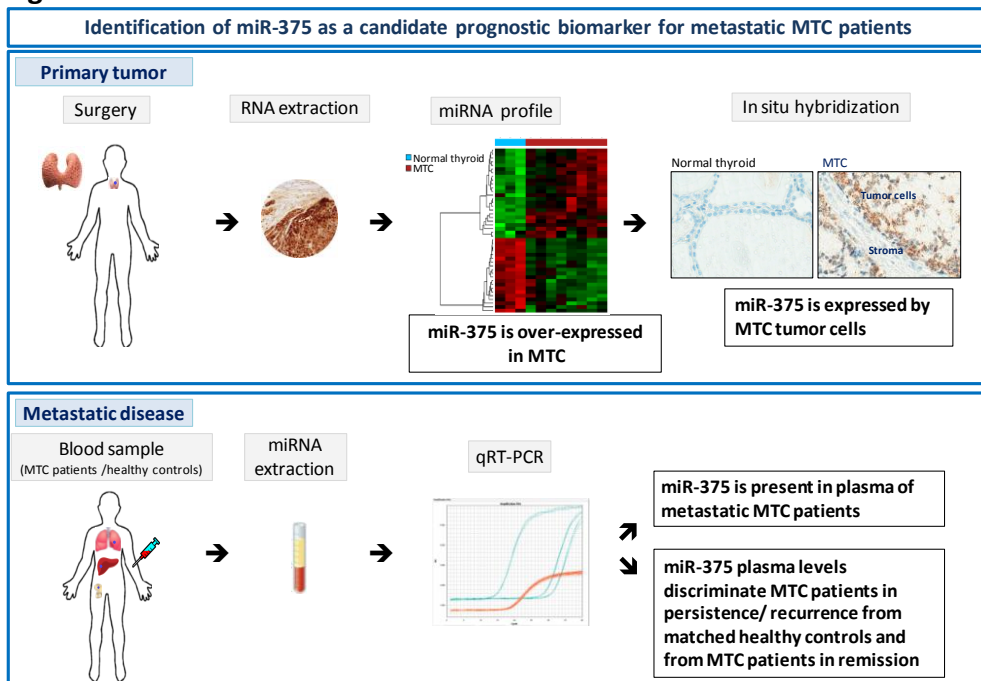 Identification of miR-375 as a candidate prognostic biomarker for metastatic MTC patients
Primary tumor
Surgery
RNA extraction
miRNA profile
In situ hybridization
Normal thyroid
MTC
Normal thyroid
MTC
Tumor cells
Stroma
miR-375 is over-expressed
in MTC
miR-375 is expressed by
MTC tumor cells
Metastatic disease
Blood sample
(MTC patients /healthy controls)
miRNA
extraction
qRT-PCR
miR-375 is present in plasma of
metastatic MTC patients
miR-375 plasma levels
discriminate MTC patients in
persistence/ recurrence from
matched healthy controls and
from MTC patients in remission